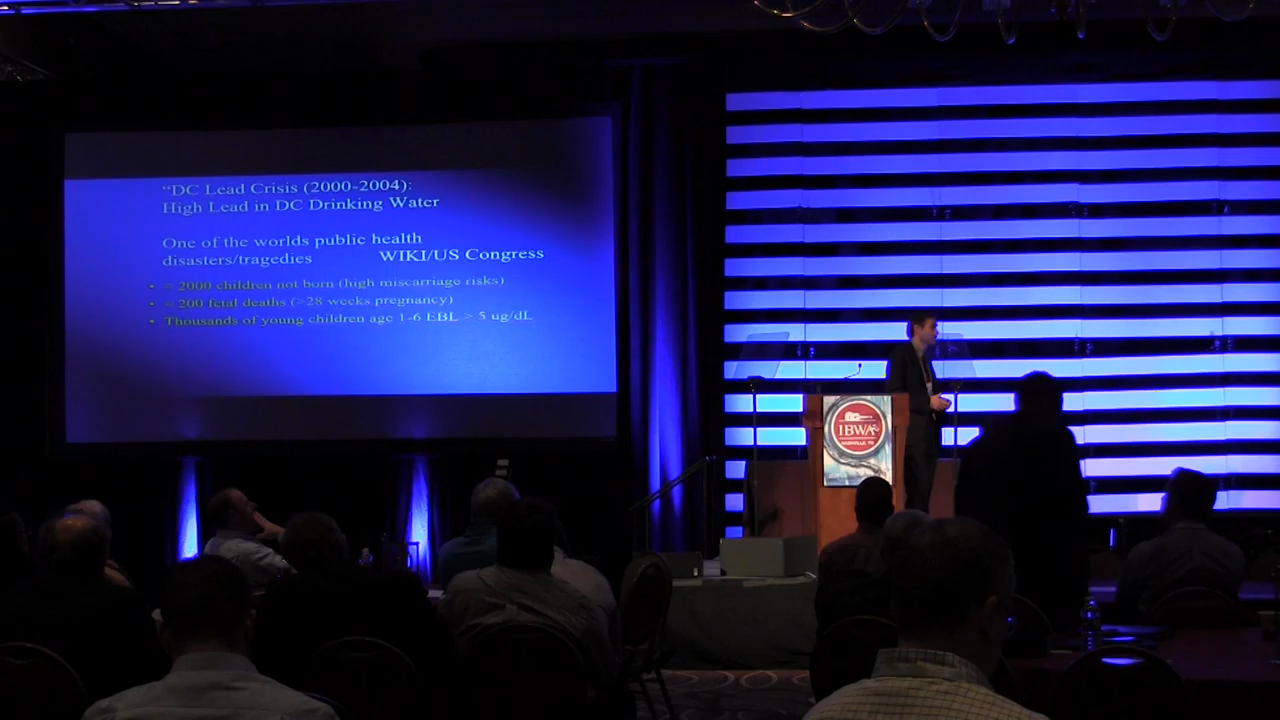 “DC Lead Crisis (2000-2004):
High Lead in DC Drinking Water
One of the worlds public health
disasters/tragedies WIKI/US Congress
• ≈ 2000 children not born (high miscarriage risks)
• ≈ 200 fetal deaths (>28 weeks pregnancy)
• Thousands of young children age 1-6 EBL > 5 ug/dL
IBWA
NASHVILLE, TN